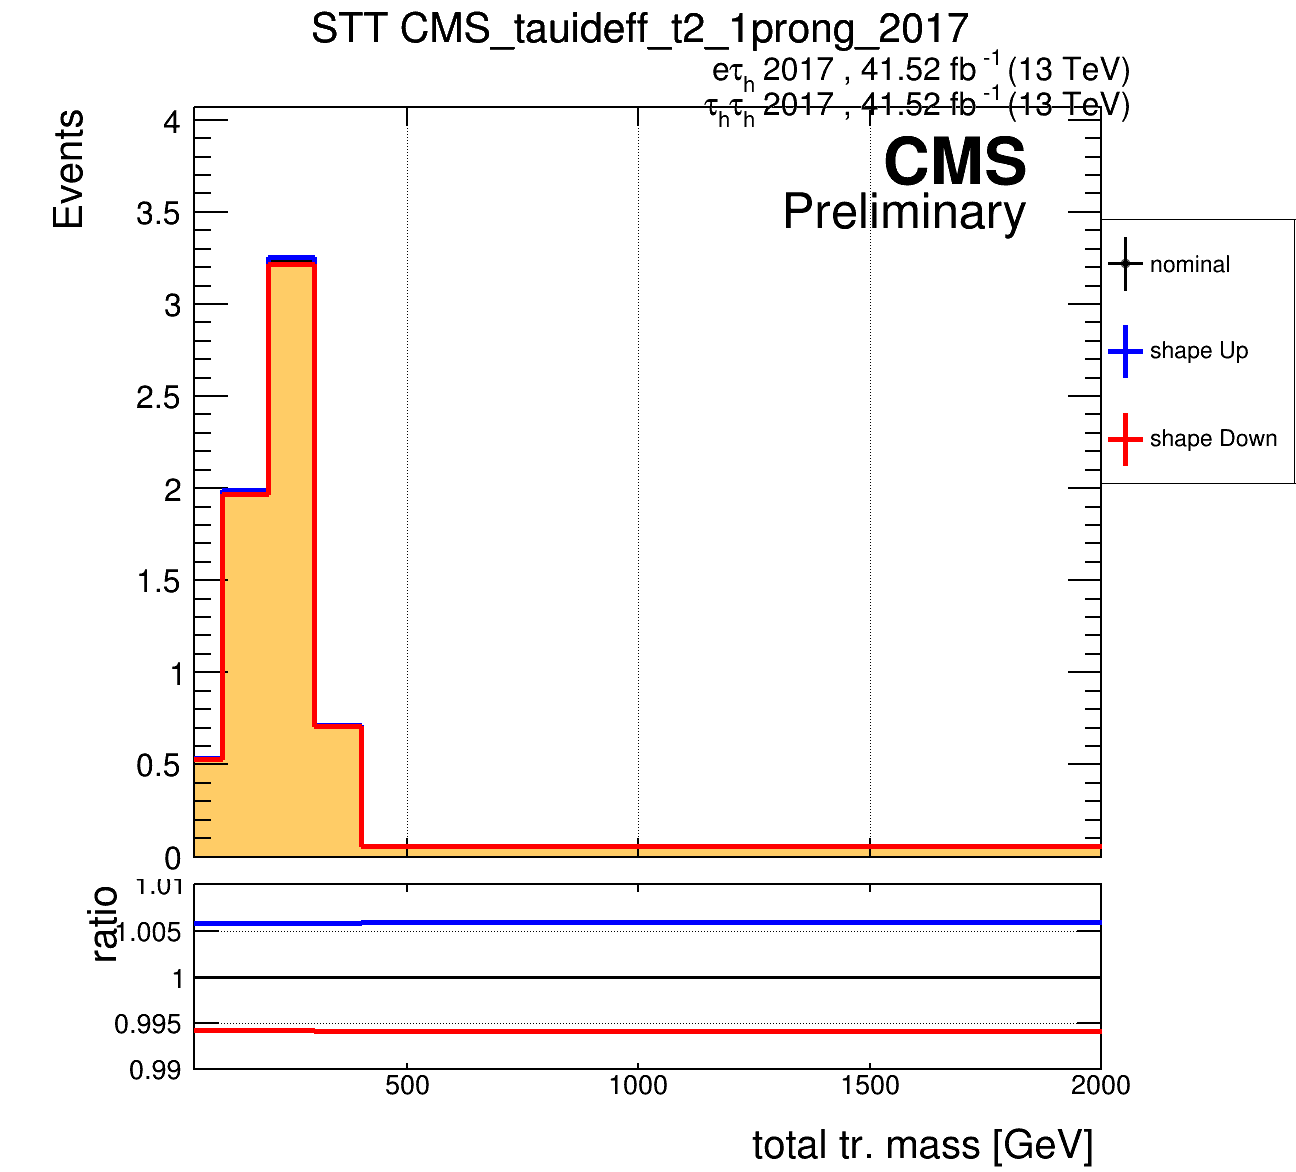 STT CMS_tauideff_t2_1prong_2017
eτh 2017 , 41.52 fb -1 (13 TeV)
τhτh 2017 , 41.52 fb -1 (13 TeV)
CMS
Preliminary
Events
4
3.5
3
2.5
2
1.5
1
0.5
0
nominal
shape Up
shape Down
ratio
1.01
1.005
1
0.995
0.99
500 1000 1500 2000
total tr. mass [GeV]